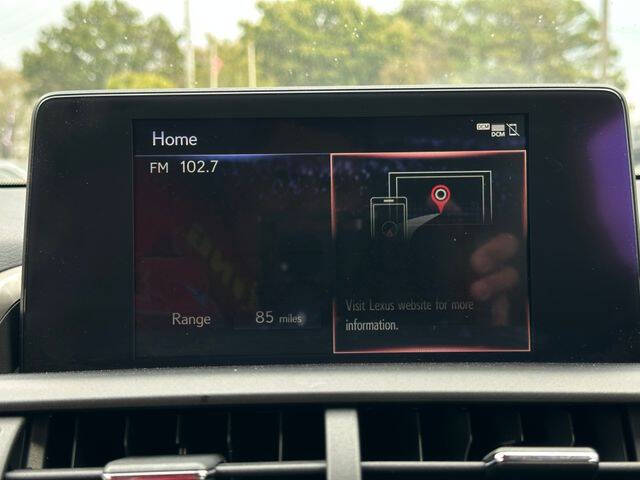 Home
DCM
DCM
FM 102.7
Range 85 miles
Visit Lexus website for more
information.